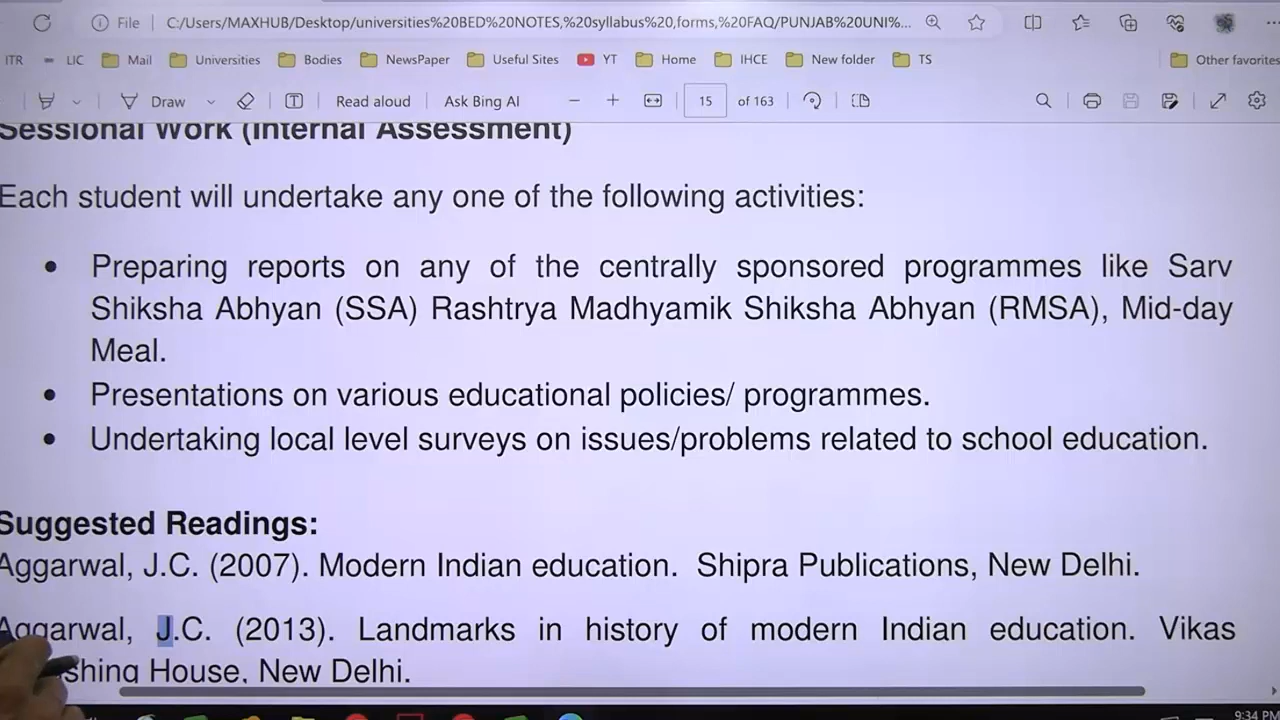 File C:/Users/MAXHUB/Desktop/universities%20BED%20NOTES,%20syllabus%20,forms,%20FAQ/PUNJAB%20UNI%...
ITR LIC Mail Universities Bodies NewsPaper Useful Sites YT Home IHCE New folder TS Other favorites
Draw Read aloud Ask Bing AI 15 of 163
Sessional Work (Internal Assessment)
Each student will undertake any one of the following activities:
• Preparing reports on any of the centrally sponsored programmes like Sarv
Shiksha Abhyan (SSA) Rashtrya Madhyamik Shiksha Abhyan (RMSA), Mid-day
Meal.
• Presentations on various educational policies/ programmes.
• Undertaking local level surveys on issues/problems related to school education.
Suggested Readings:
Aggarwal, J.C. (2007). Modern Indian education. Shipra Publications, New Delhi.
Aggarwal, J.C. (2013). Landmarks in history of modern Indian education. Vikas
shing House, New Delhi.
9:34 PM